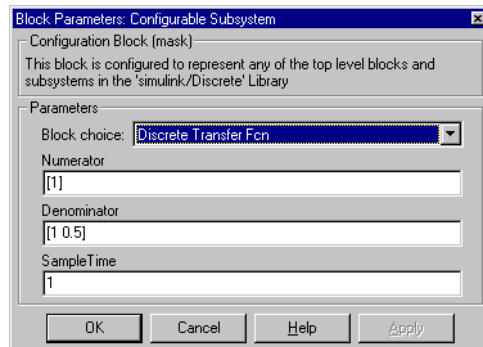 Block Parameters: Configurable Subsystem
Configuration Block (mask)
This block is configured to represent any of the top level blocks and
subsystems in the 'simulink/Discrete' Library
Parameters
Block choice: Discrete Transfer Fcn
Numerator
[1]
Denominator
[1 0.5]
SampleTime
1
OK Cancel Help Apply